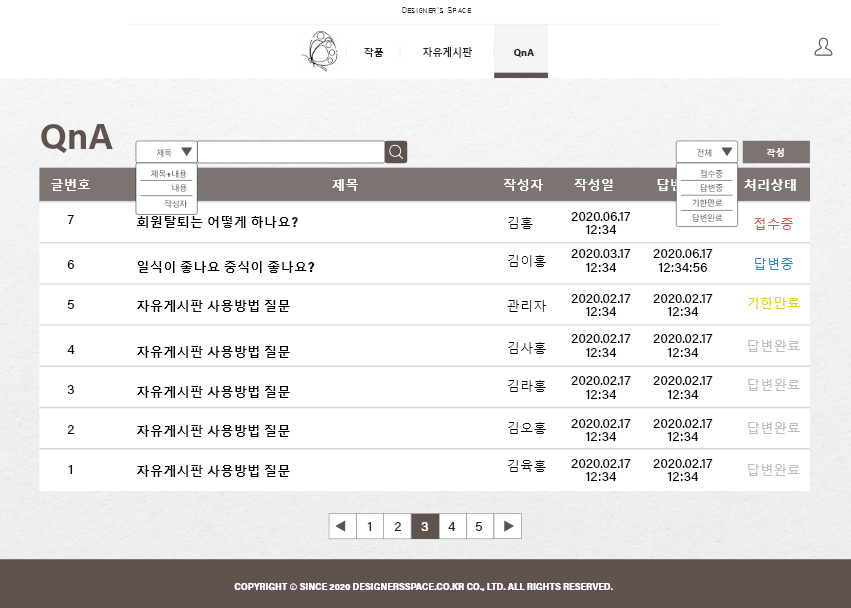 Designer's Space
작품
자유게시판
QnA
QnA
제목
전체
작성
제목+내용
내용
작성자
접수중
답변중
기한만료
답변완료
글번호 제목 작성자 작성일 처리상태
7 회원탈퇴는 어떻게 하나요? 김홍 2020.06.17 12:34 접수중
6 일식이 좋나요 중식이 좋나요? 김이홍 2020.03.17 12:34 2020.06.17 12:34:56 답변중
5 자유게시판 사용방법 질문 관리자 2020.02.17 12:34 2020.02.17 12:34 기한만료
4 자유게시판 사용방법 질문 김사홍 2020.02.17 12:34 2020.02.17 12:34 답변완료
3 자유게시판 사용방법 질문 김라홍 2020.02.17 12:34 2020.02.17 12:34 답변완료
2 자유게시판 사용방법 질문 김오홍 2020.02.17 12:34 2020.02.17 12:34 답변완료
1 자유게시판 사용방법 질문 김육홍 2020.02.17 12:34 2020.02.17 12:34 답변완료
1 2 3 4 5
COPYRIGHT © SINCE 2020 DESIGNERSSPACE.CO.KR CO., LTD. ALL RIGHTS RESERVED.